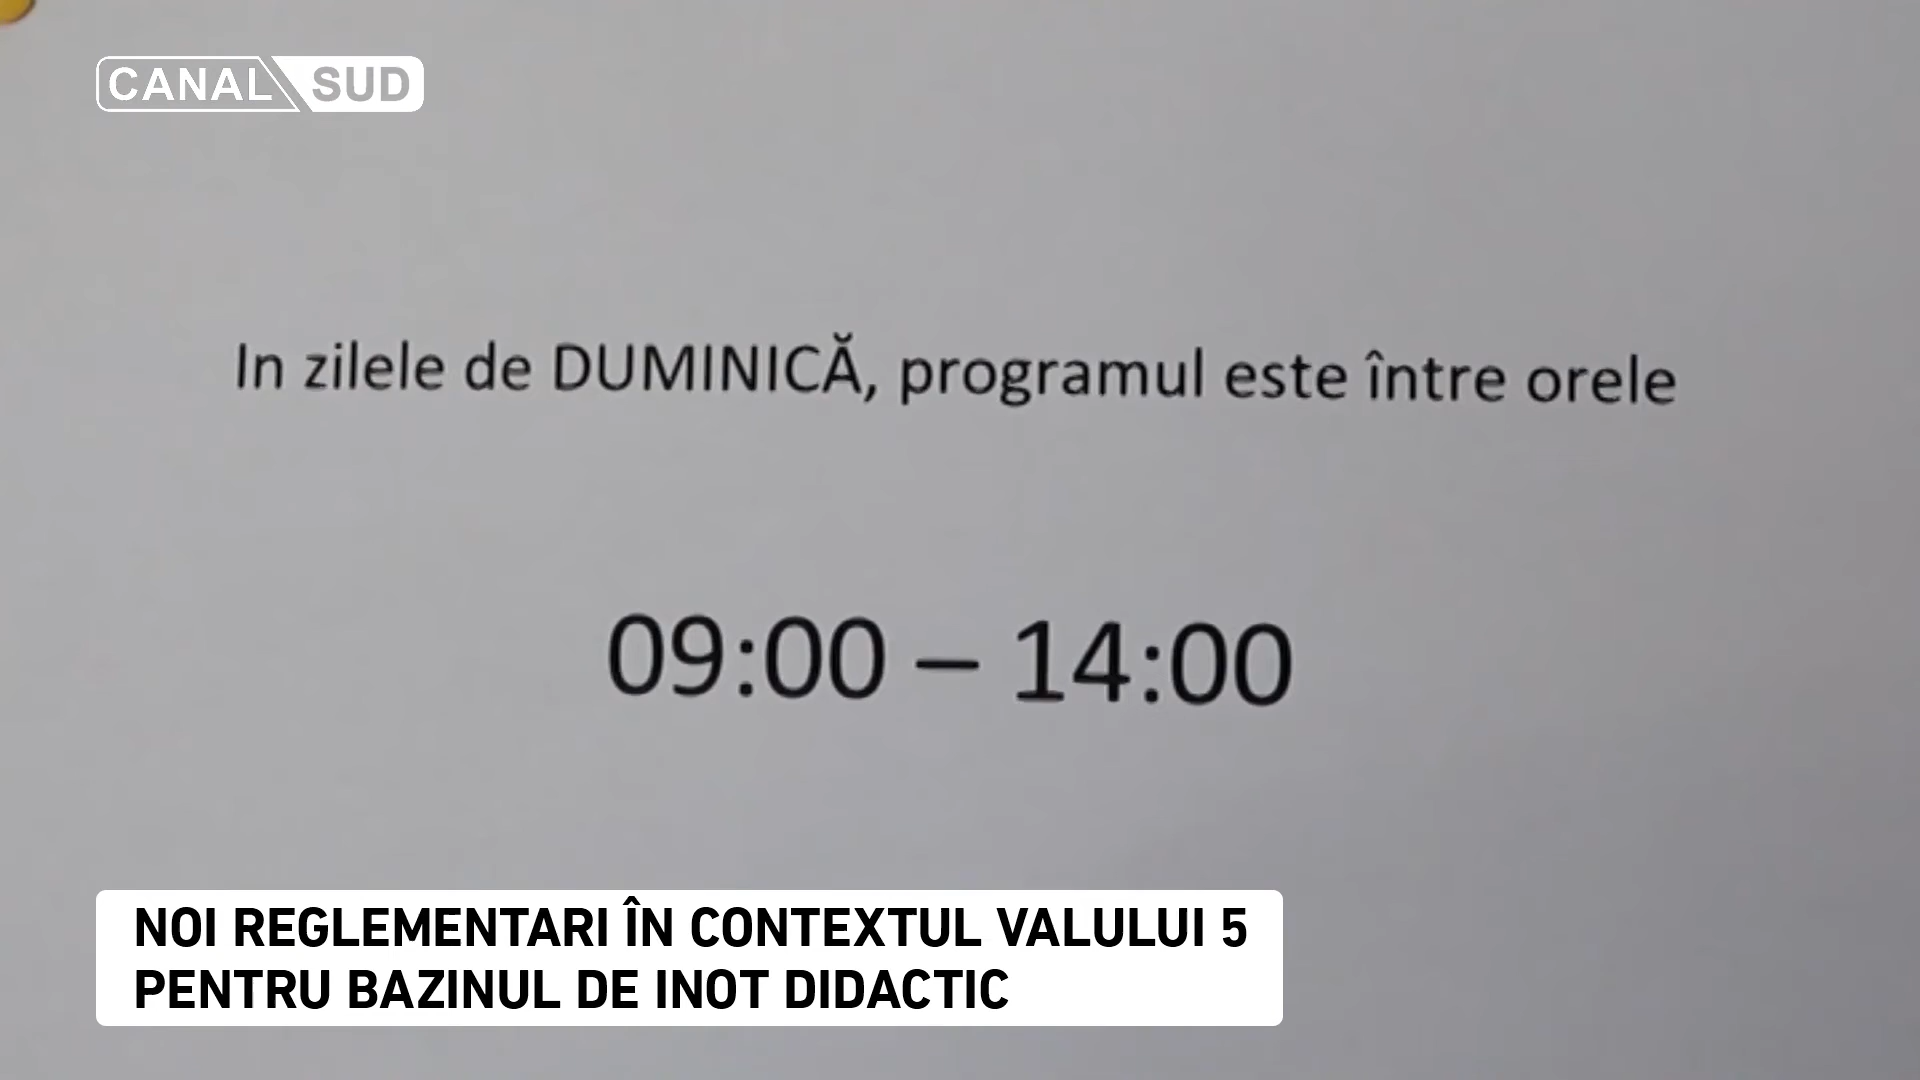 CANAL SUD
In zilele de DUMINICĂ, programul este între orele
09:00 – 14:00
NOI REGLEMENTARI ÎN CONTEXTUL VALULUI 5
PENTRU BAZINUL DE INOT DIDACTIC